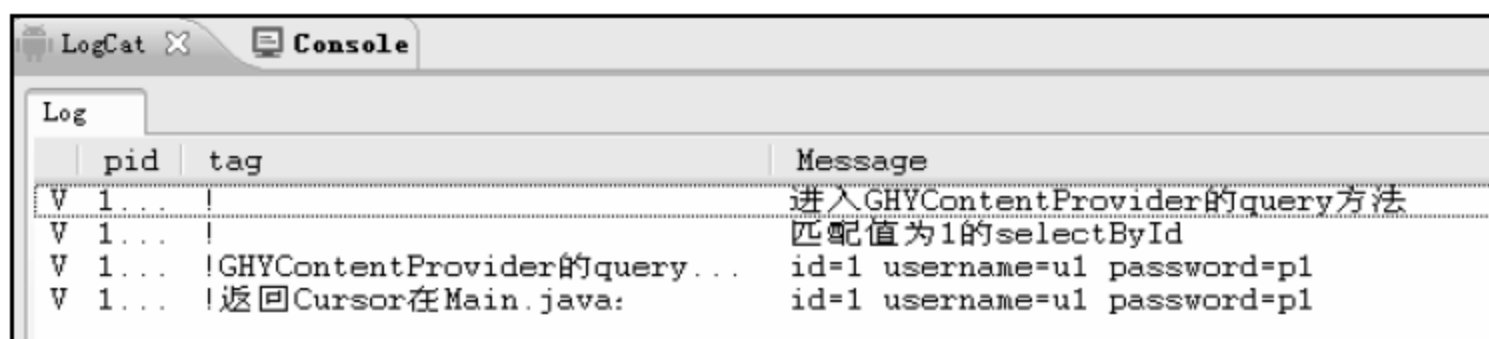 LogCat Console
Log
pid tag Message
V 1... ! 进入GHYContentProvider的query方法
V 1... ! 匹配值为1的selectById
V 1... !GHYContentProvider的query... id=1 username=u1 password=p1
V 1... !返回Cursor在Main.java: id=1 username=u1 password=p1